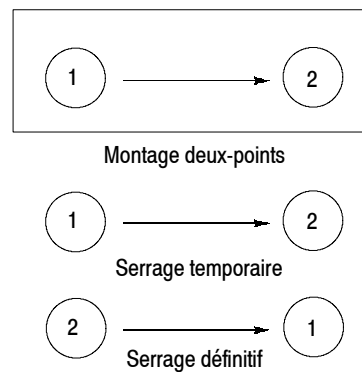 1 2
Montage deux-points
1 2
Serrage temporaire
2 1
Serrage définitif